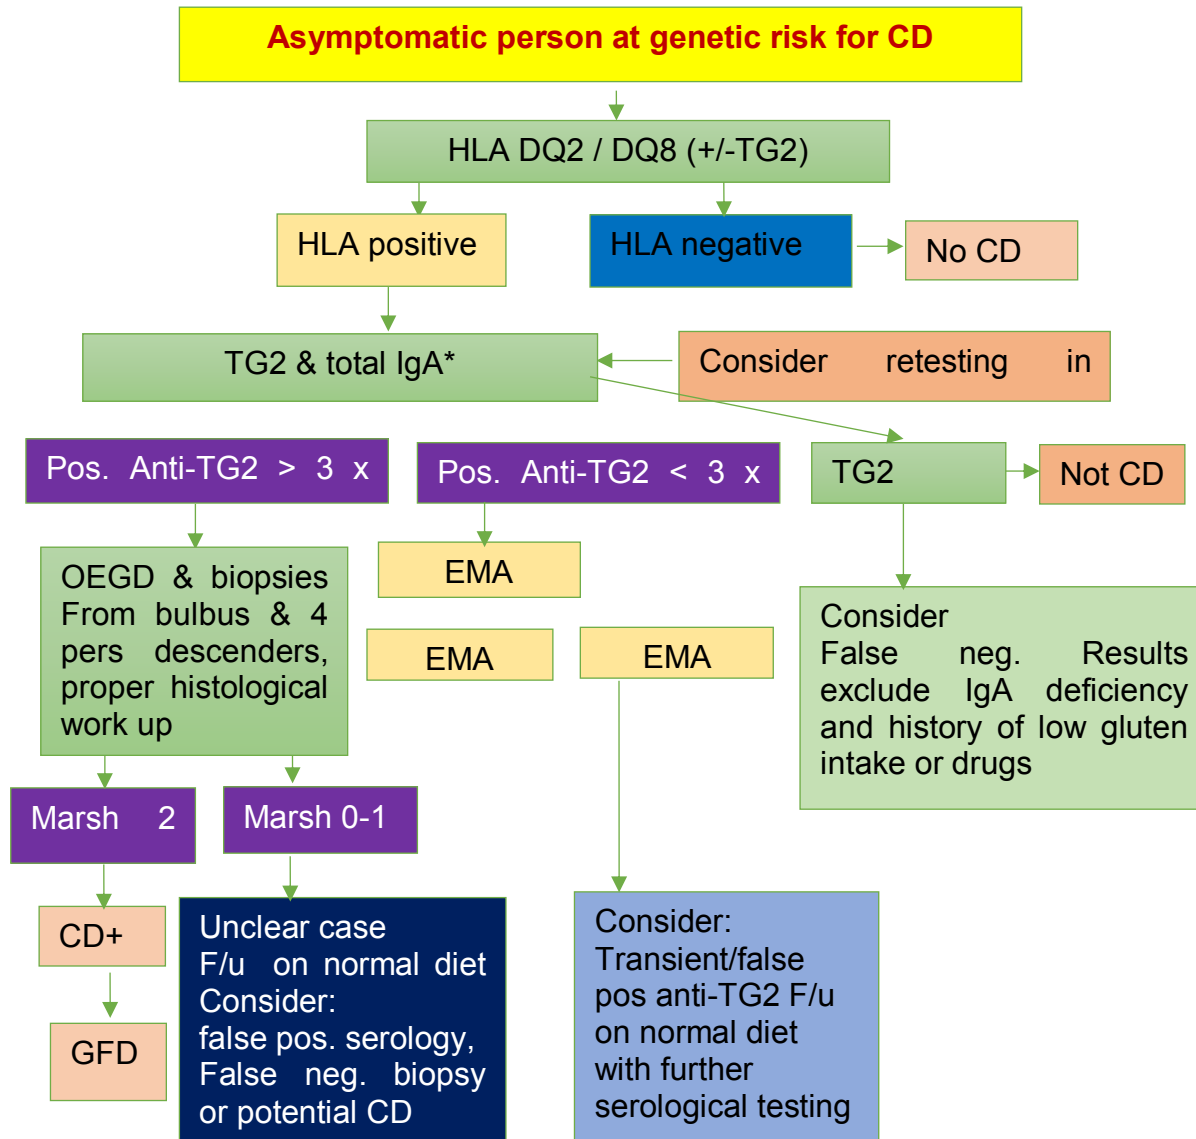 Asymptomatic person at genetic risk for CD
HLA DQ2 / DQ8 (+/-TG2)
HLA positive
HLA negative
No CD
TG2 & total IgA*
Consider retesting in
Pos. Anti-TG2 > 3 x
Pos. Anti-TG2 < 3 x
TG2
Not CD
OEGD & biopsies
From bulbus & 4
pers descenders,
proper histological
work up
EMA
EMA
EMA
Consider
False neg. Results
exclude IgA deficiency
and history of low gluten
intake or drugs
Marsh 2
Marsh 0-1
CD+
GFD
Unclear case
F/u on normal diet
Consider:
false pos. serology,
False neg. biopsy
or potential CD
Consider:
Transient/false
pos anti-TG2 F/u
on normal diet
with further
serological testing